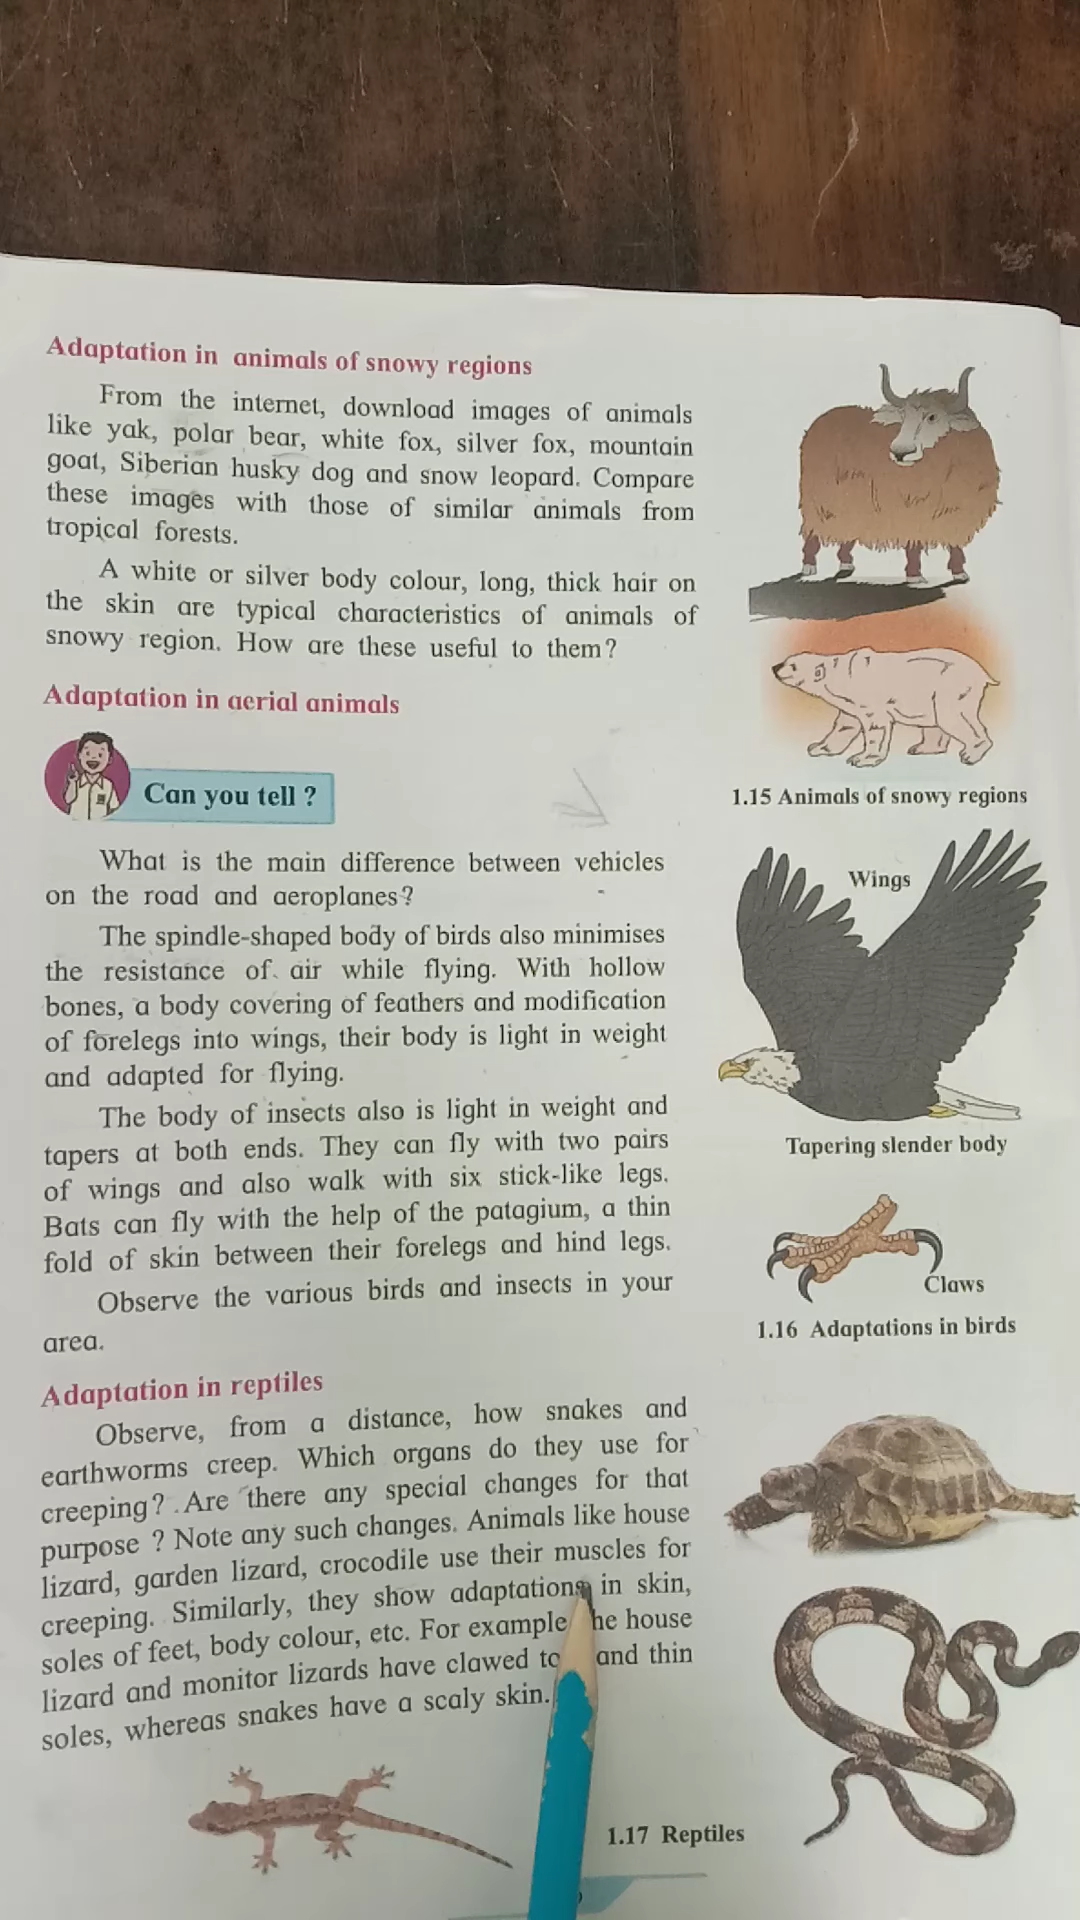 Adaptation in animals of snowy regions
From the internet, download images of animals
like yak, polar bear, white fox, silver fox, mountain
goat, Siberian husky dog and snow leopard. Compare
these images with those of similar animals from
tropical forests.
A white or silver body colour, long, thick hair on
the skin are typical characteristics of animals of
snowy region. How are these useful to them?
1.15 Animals of snowy regions
Adaptation in aerial animals
Can you tell ?
What is the main difference between vehicles
on the road and aeroplanes?
The spindle-shaped body of birds also minimises
the resistance of air while flying. With hollow
bones, a body covering of feathers and modification
of forelegs into wings, their body is light in weight
and adapted for flying.
The body of insects also is light in weight and
tapers at both ends. They can fly with two pairs
of wings and also walk with six stick-like legs.
Bats can fly with the help of the patagium, a thin
fold of skin between their forelegs and hind legs.
Observe the various birds and insects in your
area.
Wings
Tapering slender body
Claws
1.16 Adaptations in birds
Adaptation in reptiles
Observe, from a distance, how snakes and
earthworms creep. Which organs do they use for
creeping? Are there any special changes for that
purpose ? Note any such changes. Animals like house
lizard, garden lizard, crocodile use their muscles for
creeping. Similarly, they show adaptations in skin,
soles of feet, body colour, etc. For example he house
lizard and monitor lizards have clawed to and thin
soles, whereas snakes have a scaly skin.
1.17 Reptiles